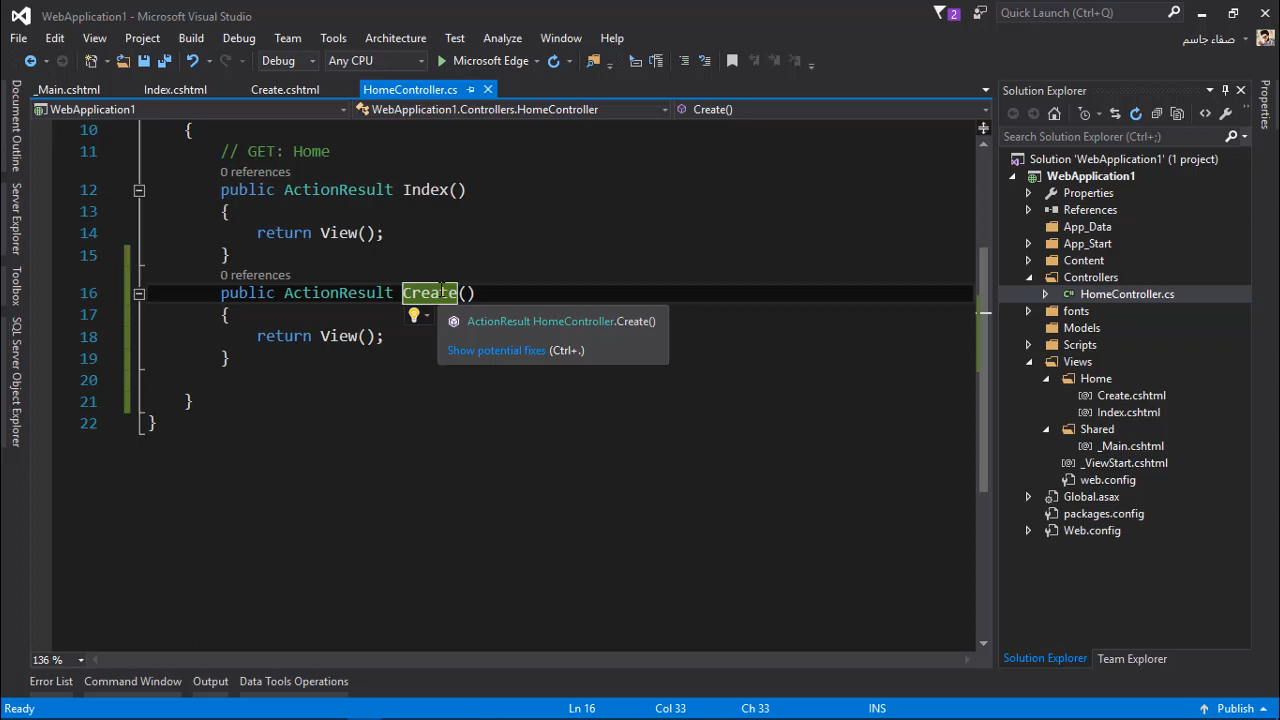 WebApplication1 - Microsoft Visual Studio
2
Quick Launch (Ctrl+Q)
File Edit View Project Build Debug Team Tools Architecture Test Analyze Window Help
صفاء جاسم
Debug Any CPU Microsoft Edge
_Main.cshtml Index.cshtml Create.cshtml HomeController.cs
WebApplication1 WebApplication1.Controllers.HomeController Create()
Document Outline
Server Explorer
Toolbox
SQL Server Object Explorer
10 {
11 // GET: Home
0 references
12 public ActionResult Index()
13 {
14 return View();
15 }
0 references
16 public ActionResult Create()
17 {
18 return View();
19 }
20
21 }
22 }
ActionResult HomeController.Create()
Show potential fixes (Ctrl+.)
136 %
Solution Explorer
Search Solution Explorer (Ctrl+;)
Solution 'WebApplication1' (1 project)
WebApplication1
Properties
References
App_Data
App_Start
Content
Controllers
C# HomeController.cs
fonts
Models
Scripts
Views
Home
[@] Create.cshtml
[@] Index.cshtml
Shared
[@] _Main.cshtml
[@] _ViewStart.cshtml
web.config
Global.asax
packages.config
Web.config
Solution Explorer Team Explorer
Properties
Error List Command Window Output Data Tools Operations
Ready Ln 16 Col 33 Ch 33 INS Publish